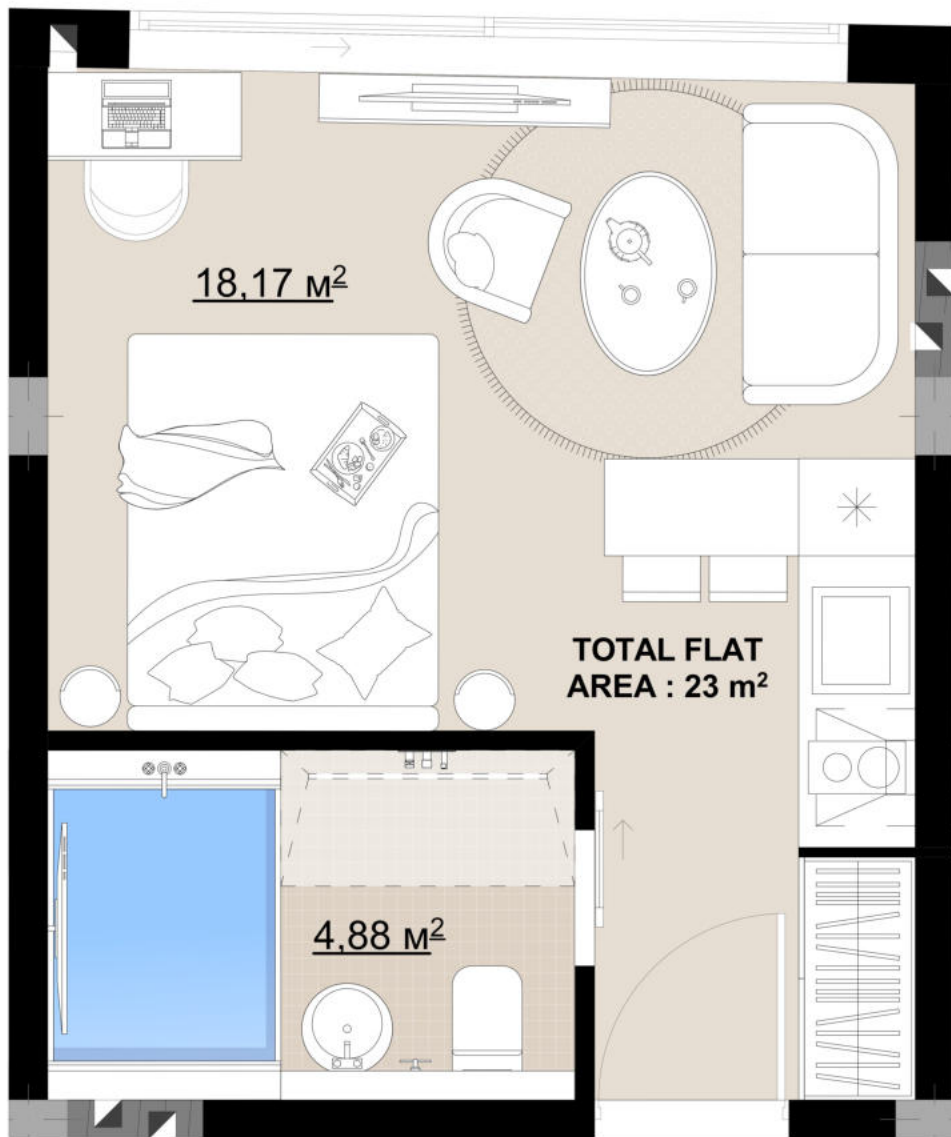 18,17 м²
TOTAL FLAT
AREA : 23 m²
4,88 м²